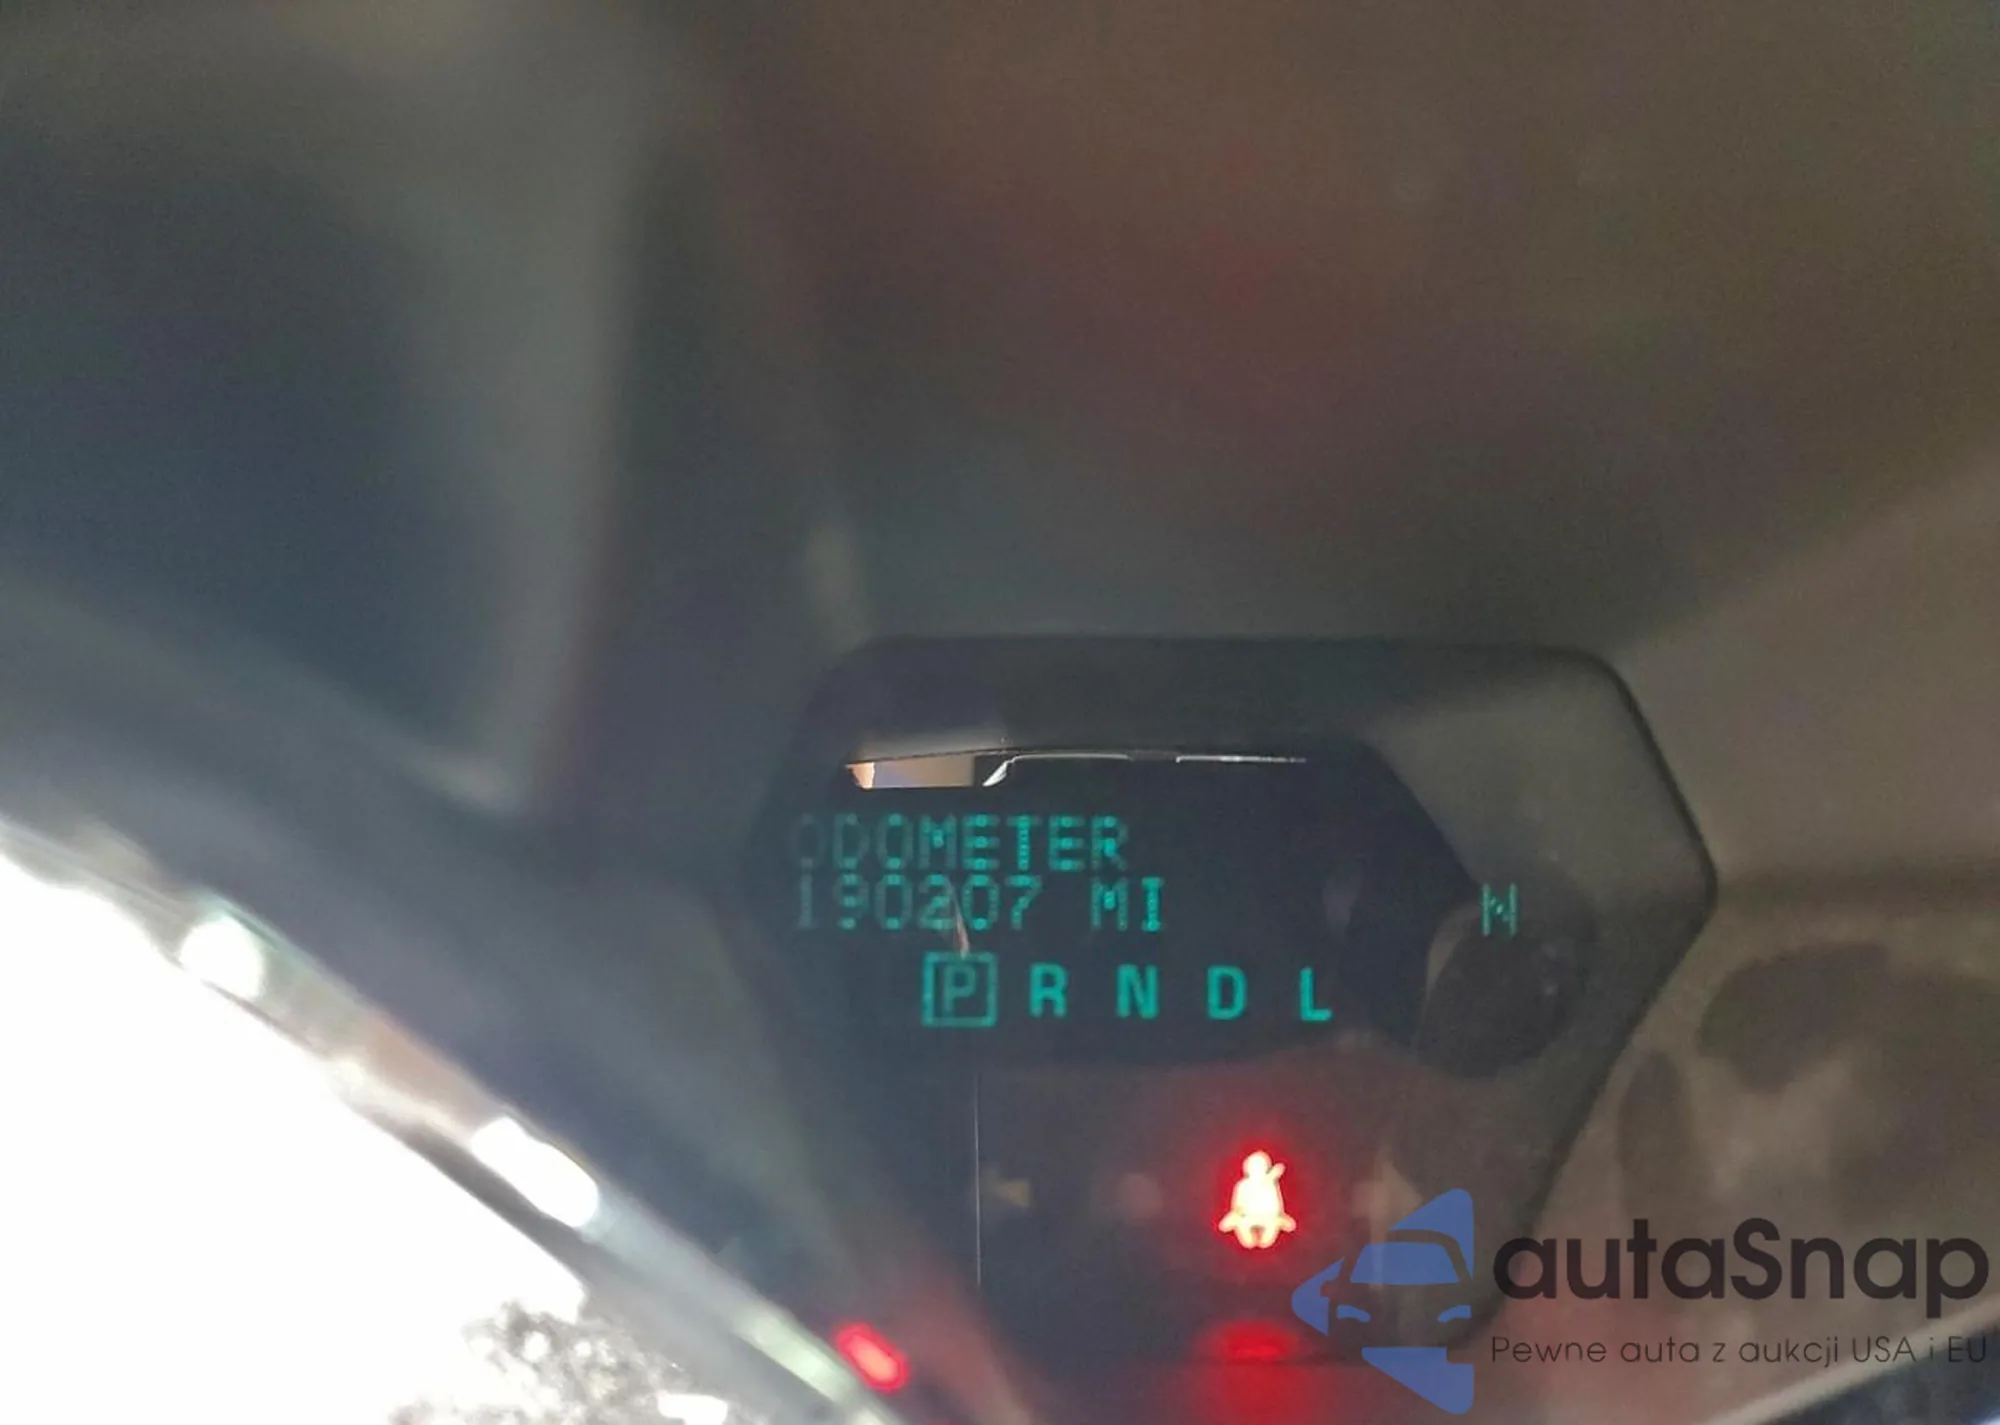 ODOMETER
190207 MI
N
P R N D L
autaSnap
Pewne auta z aukcji USA i EU